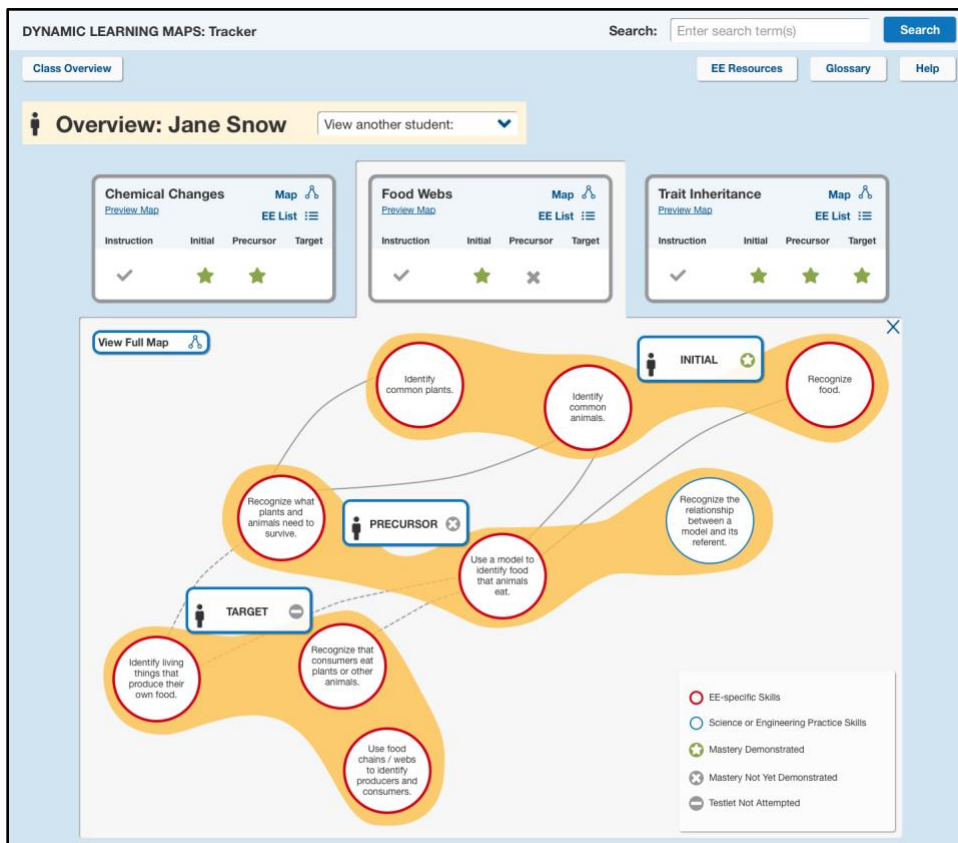 DYNAMIC LEARNING MAPS: Tracker
Search:
Enter search term(s)
Search
Class Overview
EE Resources
Glossary
Help
Overview: Jane Snow
View another student:
Chemical Changes
Map
Preview Map
EE List
Instruction Initial Precursor Target
Food Webs
Map
Preview Map
EE List
Instruction Initial Precursor Target
Trait Inheritance
Map
Preview Map
EE List
Instruction Initial Precursor Target
View Full Map
INITIAL
Identify
common plants.
Identify
common
animals.
Recognize
food.
Recognize what
plants and
animals need to
survive.
PRECURSOR
Use a model to
identify food
that animals
eat.
Recognize the
relationship
between a
model and its
referent.
TARGET
Identify living
things that
produce their
own food.
Recognize that
consumers eat
plants or other
animals.
Use food
chains / webs
to identify
producers and
consumers.
EE-specific Skills
Science or Engineering Practice Skills
Mastery Demonstrated
Mastery Not Yet Demonstrated
Testlet Not Attempted